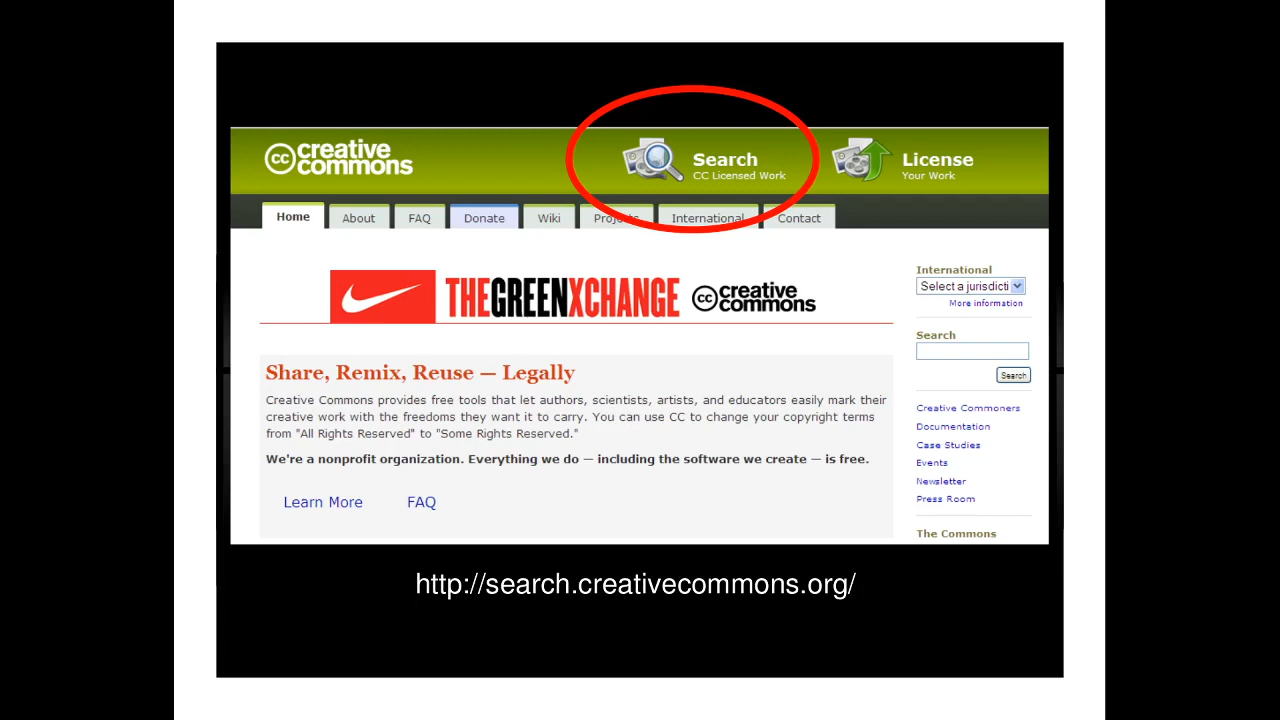 cc creative commons
Search
CC Licensed Work
License
Your Work
Home About FAQ Donate Wiki Projects International Contact
THEGREENXCHANGE cc creative commons
International
Select a jurisdicti
More information
Search
Search
Share, Remix, Reuse — Legally
Creative Commons provides free tools that let authors, scientists, artists, and educators easily mark their
creative work with the freedoms they want it to carry. You can use CC to change your copyright terms
from "All Rights Reserved" to "Some Rights Reserved."
We're a nonprofit organization. Everything we do — including the software we create — is free.
Learn More FAQ
Creative Commoners
Documentation
Case Studies
Events
Newsletter
Press Room
The Commons
http://search.creativecommons.org/